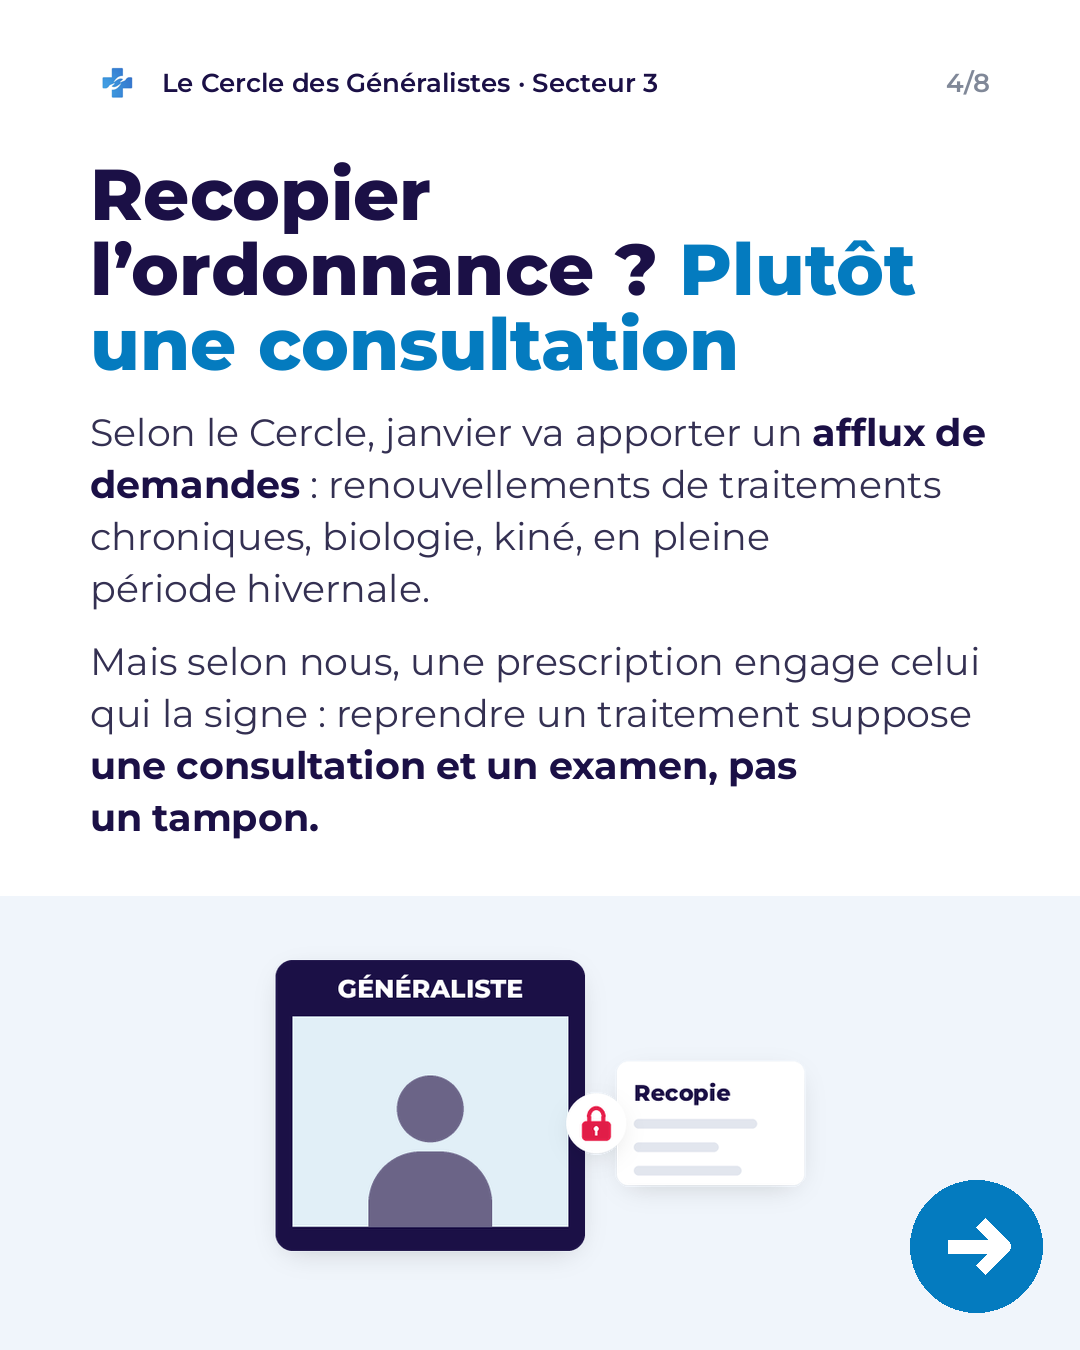 Le Cercle des Généralistes · Secteur 3
4/8
Recopier
l’ordonnance ? Plutôt
une consultation
Selon le Cercle, janvier va apporter un afflux de
demandes : renouvellements de traitements
chroniques, biologie, kiné, en pleine
période hivernale.
Mais selon nous, une prescription engage celui
qui la signe : reprendre un traitement suppose
une consultation et un examen, pas
un tampon.
GÉNÉRALISTE
Recopie